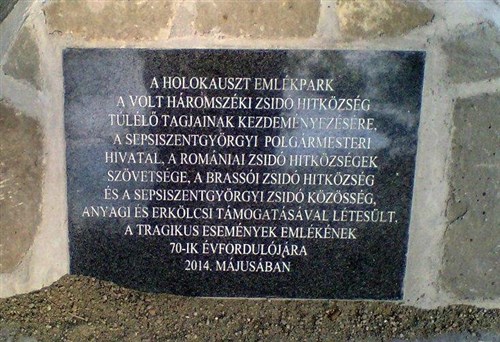 A HOLOKAUSZT EMLÉKPARK
A VOLT HÁROMSZÉKI ZSIDÓ HITKÖZSÉG
TÚLÉLŐ TAGJAINAK KEZDEMÉNYEZÉSÉRE,
A SEPSISZENTGYÖRGYI POLGÁRMESTERI
HIVATAL, A ROMÁNIAI ZSIDÓ HITKÖZSÉGEK
SZÖVETSÉGE, A BRASSÓI ZSIDÓ HITKÖZSÉG
ÉS A SEPSISZENTGYÖRGYI ZSIDÓ KÖZÖSSÉG,
ANYAGI ÉS ERKÖLCSI TÁMOGATÁSÁVAL LÉTESÜLT,
A TRAGIKUS ESEMÉNYEK EMLÉKÉNEK
70-IK ÉVFORDULÓJÁRA
2014. MÁJUSÁBAN